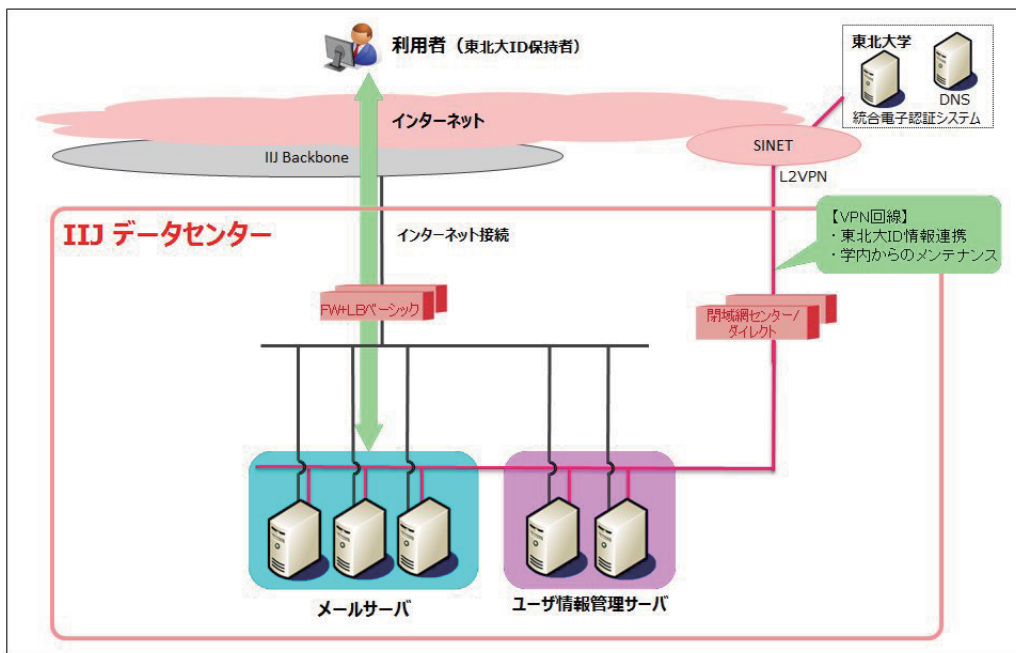 利用者（東北大ID保持者）
東北大学
DNS
統合電子認証システム
インターネット
IIJ Backbone
SINET
L2VPN
【VPN回線】
・東北大ID情報連携
・学内からのメンテナンス
IIJ データセンター
インターネット接続
FW+LBベーシック
閉域網センター/
ダイレクト
メールサーバ
ユーザ情報管理サーバ